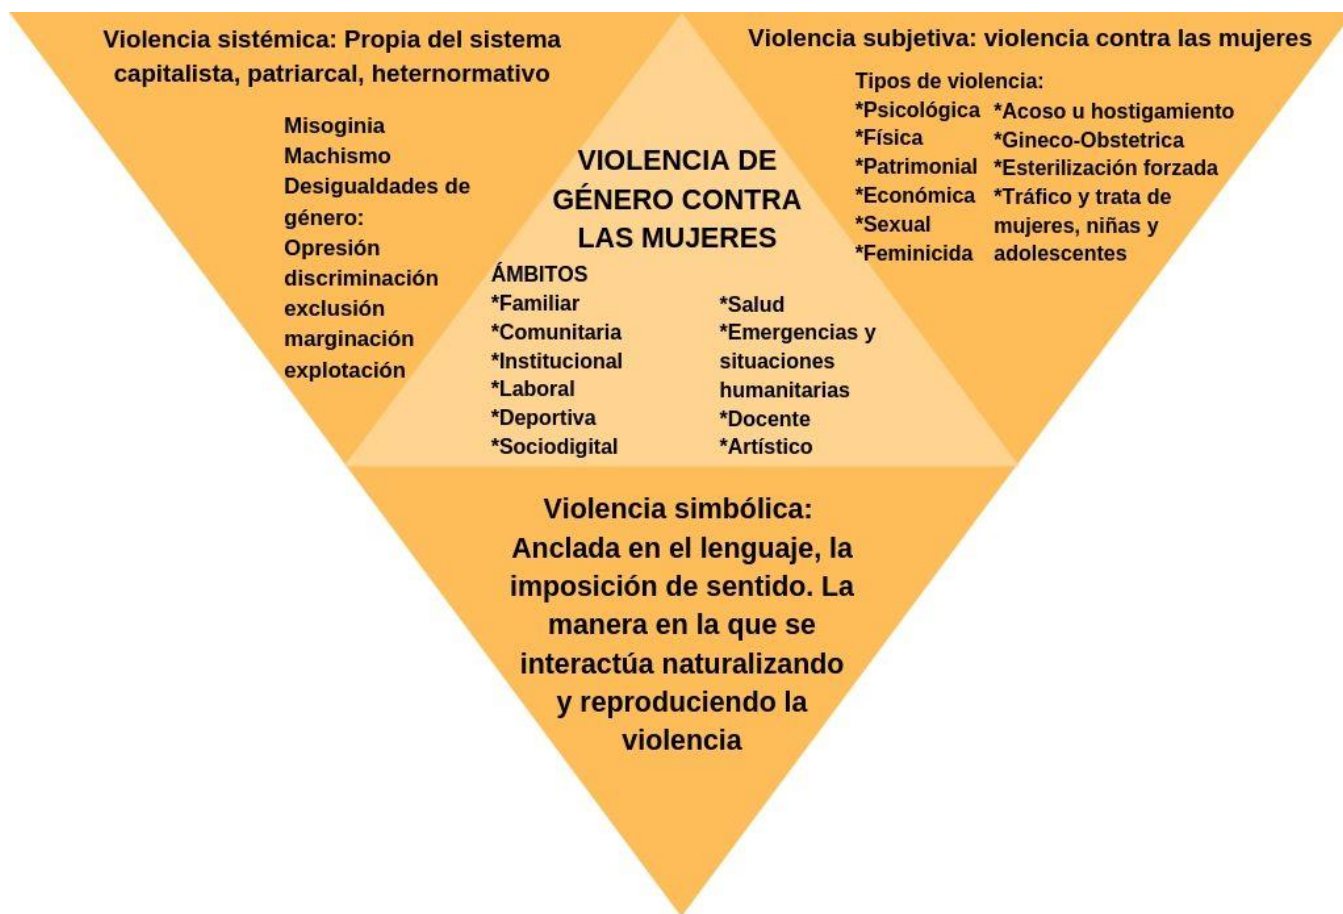 Violencia sistémica: Propia del sistema
capitalista, patriarcal, heternormativo
Misoginia
Machismo
Desigualdades de
género:
Opresión
discriminación
exclusión
marginación
explotación
Violencia subjetiva: violencia contra las mujeres
Tipos de violencia:
*Psicológica
*Física
*Patrimonial
*Económica
*Sexual
*Feminicida
*Acoso u hostigamiento
*Gineco-Obstetrica
*Esterilización forzada
*Tráfico y trata de
mujeres, niñas y
adolescentes
VIOLENCIA DE
GÉNERO CONTRA
LAS MUJERES
ÁMBITOS
*Familiar
*Comunitaria
*Institucional
*Laboral
*Deportiva
*Sociodigital
*Salud
*Emergencias y
situaciones
humanitarias
*Docente
*Artístico
Violencia simbólica:
Anclada en el lenguaje, la
imposición de sentido. La
manera en la que se
interactúa naturalizando
y reproduciendo la
violencia